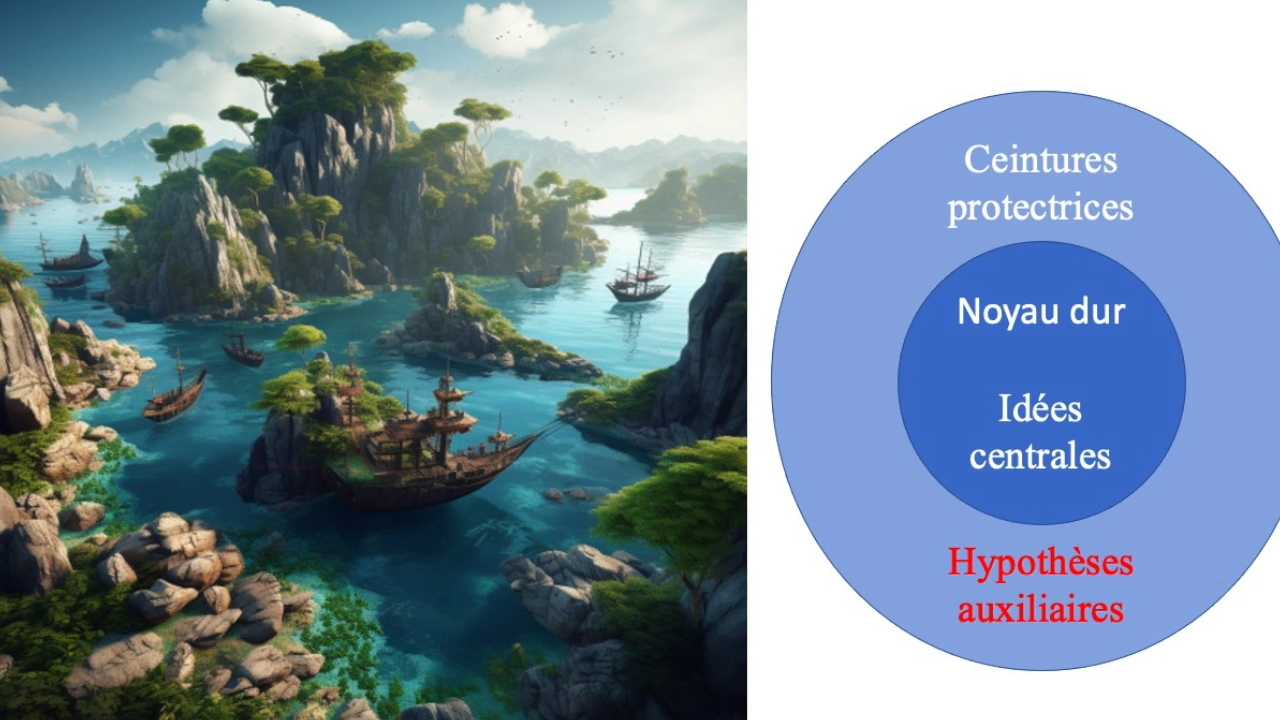 Ceintures
protectrices
Noyau dur
Idées
centrales
Hypothèses
auxiliaires